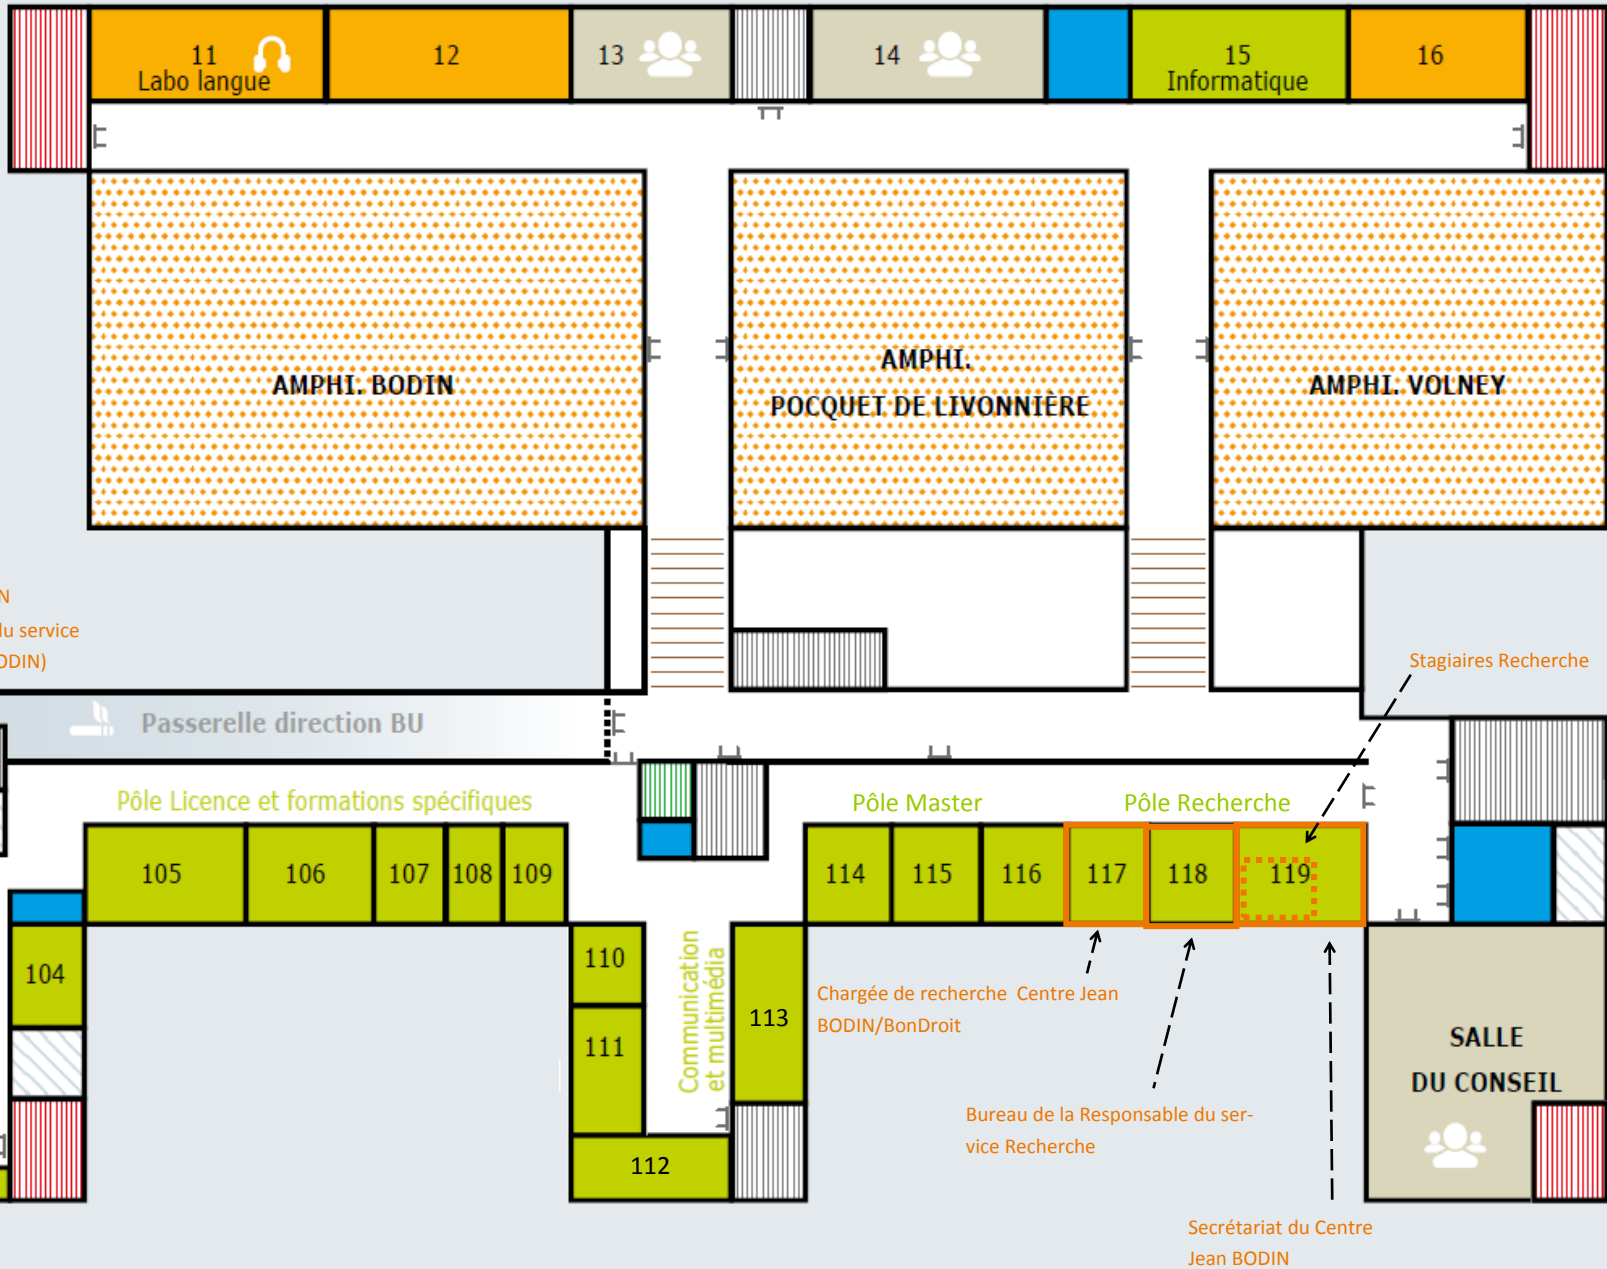 11
Labo langue
12
13
14
15
Informatique
16
AMPHI. BODIN
AMPHI.
POCQUET DE LIVONNIÈRE
AMPHI. VOLNEY
N
du service
ODIN)
Stagiaires Recherche
Passerelle direction BU
Pôle Licence et formations spécifiques
Pôle Master
Pôle Recherche
105
106
107
108
109
114
115
116
117
118
119
104
110
111
112
113
Communication
et multimédia
Chargée de recherche Centre Jean
BODIN/BonDroit
Bureau de la Responsable du ser-
vice Recherche
Secrétariat du Centre
Jean BODIN
SALLE
DU CONSEIL